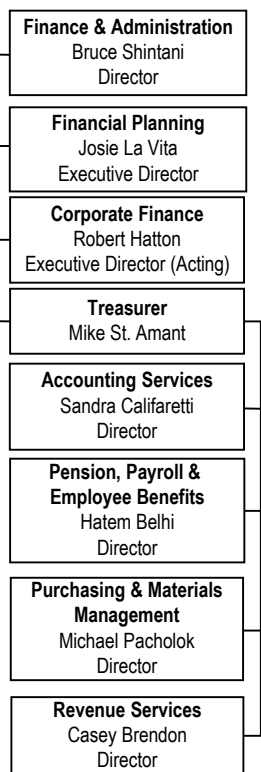 Finance & Administration
Bruce Shintani
Director
Financial Planning
Josie La Vita
Executive Director
Corporate Finance
Robert Hatton
Executive Director (Acting)
Treasurer
Mike St. Amant
Accounting Services
Sandra Califaretti
Director
Pension, Payroll &
Employee Benefits
Hatem Belhi
Director
Purchasing & Materials
Management
Michael Pacholok
Director
Revenue Services
Casey Brendon
Director